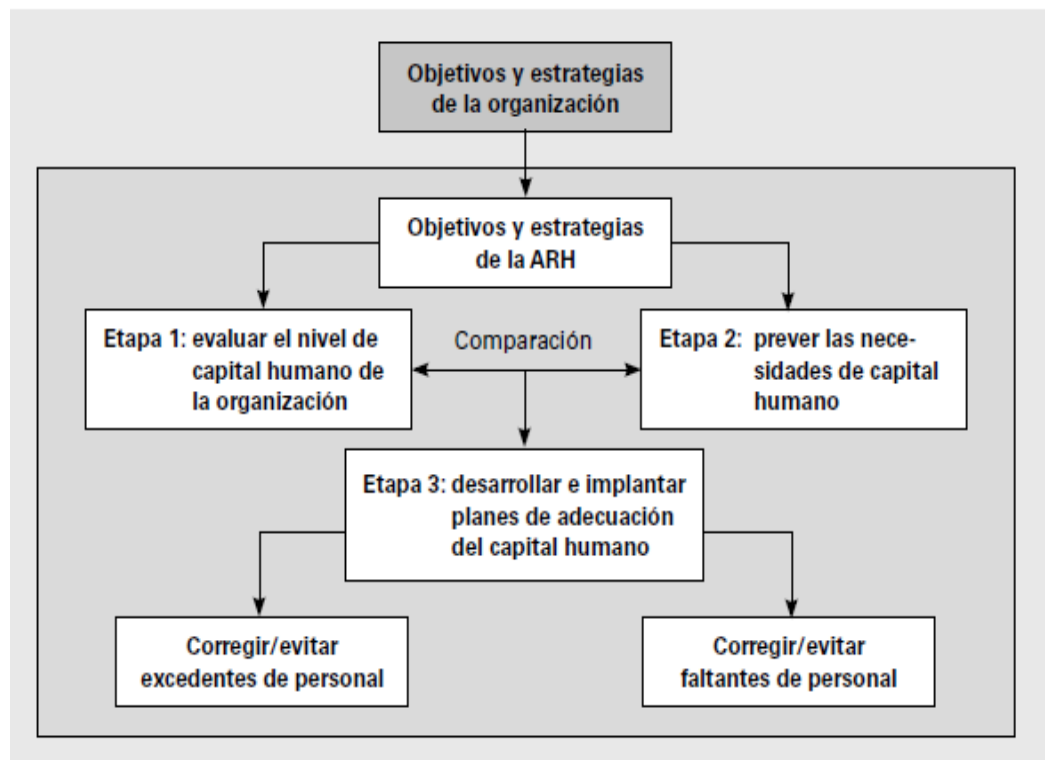 Objetivos y estrategias
de la organización
Objetivos y estrategias
de la ARH
Etapa 1: evaluar el nivel de
capital humano de
la organización
Comparación
Etapa 2: prever las nece-
sidades de capital
humano
Etapa 3: desarrollar e implantar
planes de adecuación
del capital humano
Corregir/evitar
excedentes de personal
Corregir/evitar
faltantes de personal